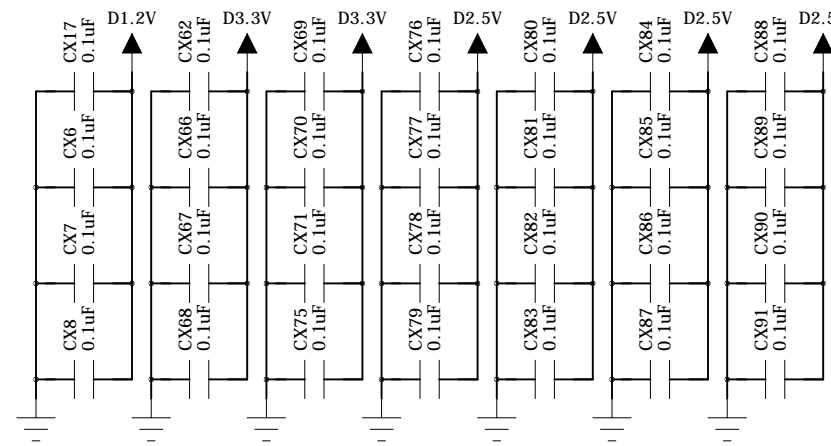 D1.2V
D3.3V
D3.3V
D2.5V
D2.5V
D2.5V
CX17
0.1uF
CX62
0.1uF
CX69
0.1uF
CX76
0.1uF
CX80
0.1uF
CX84
0.1uF
CX88
0.1uF
CX6
0.1uF
CX66
0.1uF
CX70
0.1uF
CX77
0.1uF
CX81
0.1uF
CX85
0.1uF
CX89
0.1uF
CX7
0.1uF
CX67
0.1uF
CX71
0.1uF
CX78
0.1uF
CX82
0.1uF
CX86
0.1uF
CX90
0.1uF
CX8
0.1uF
CX68
0.1uF
CX75
0.1uF
CX79
0.1uF
CX83
0.1uF
CX87
0.1uF
CX91
0.1uF